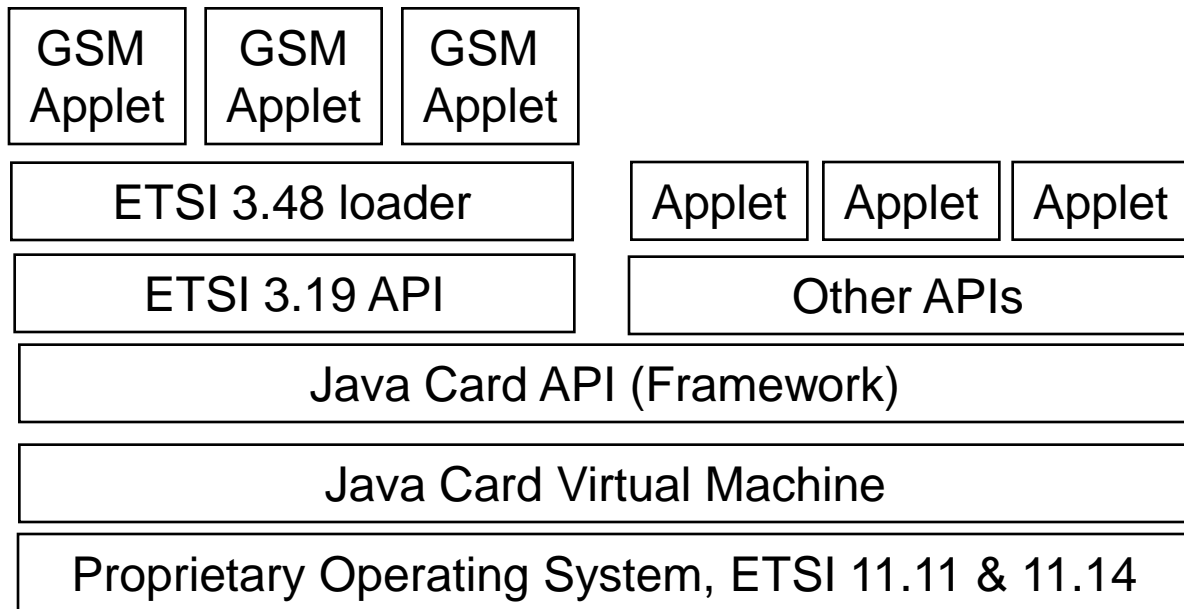 GSM
Applet
GSM
Applet
GSM
Applet
ETSI 3.48 loader
Applet
Applet
Applet
ETSI 3.19 API
Other APIs
Java Card API (Framework)
Java Card Virtual Machine
Proprietary Operating System, ETSI 11.11 & 11.14